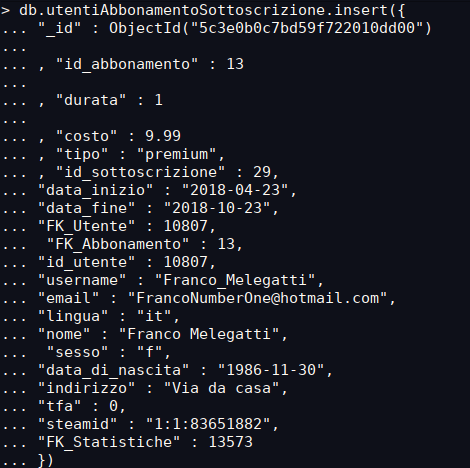 > db.utentiAbbonamentoSottoscrizione.insert({
... "_id" : ObjectId("5c3e0b0c7bd59f722010dd00")
...
... , "id_abbonamento" : 13
...
... , "durata" : 1
...
... , "costo" : 9.99
... , "tipo" : "premium",
... , "id_sottoscrizione" : 29,
... "data_inizio" : "2018-04-23",
... "data_fine" : "2018-10-23",
... "FK_Utente" : 10807,
...  "FK_Abbonamento" : 13,
... "id_utente" : 10807,
... "username" : "Franco_Melegatti",
... "email" : "FrancoNumberOne@hotmail.com",
... "lingua" : "it",
... "nome" : "Franco Melegatti",
...  "sesso" : "f",
... "data_di_nascita" : "1986-11-30",
... "indirizzo" : "Via da casa",
... "tfa" : 0,
... "steamid" : "1:1:83651882",
... "FK_Statistiche" : 13573
... })